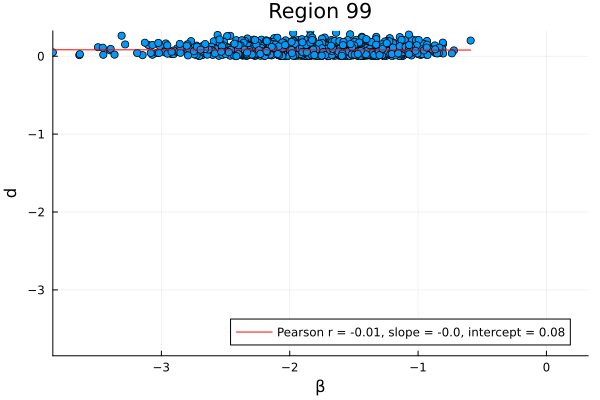 Region 99
d
0
−1
−2
−3
−3
−2
−1
0
β
Pearson r = -0.01, slope = -0.0, intercept = 0.08